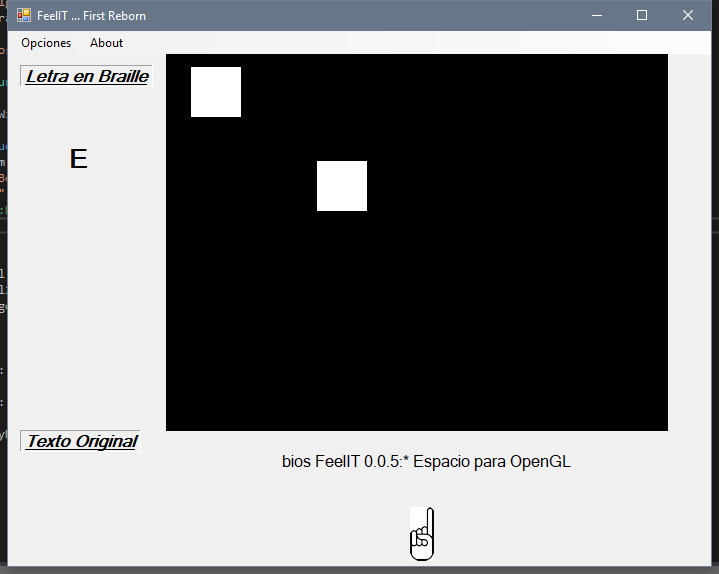 FeelIT ... First Reborn
Opciones About
Letra en Braille
E
Texto Original
bios FeelIT 0.0.5:* Espacio para OpenGL